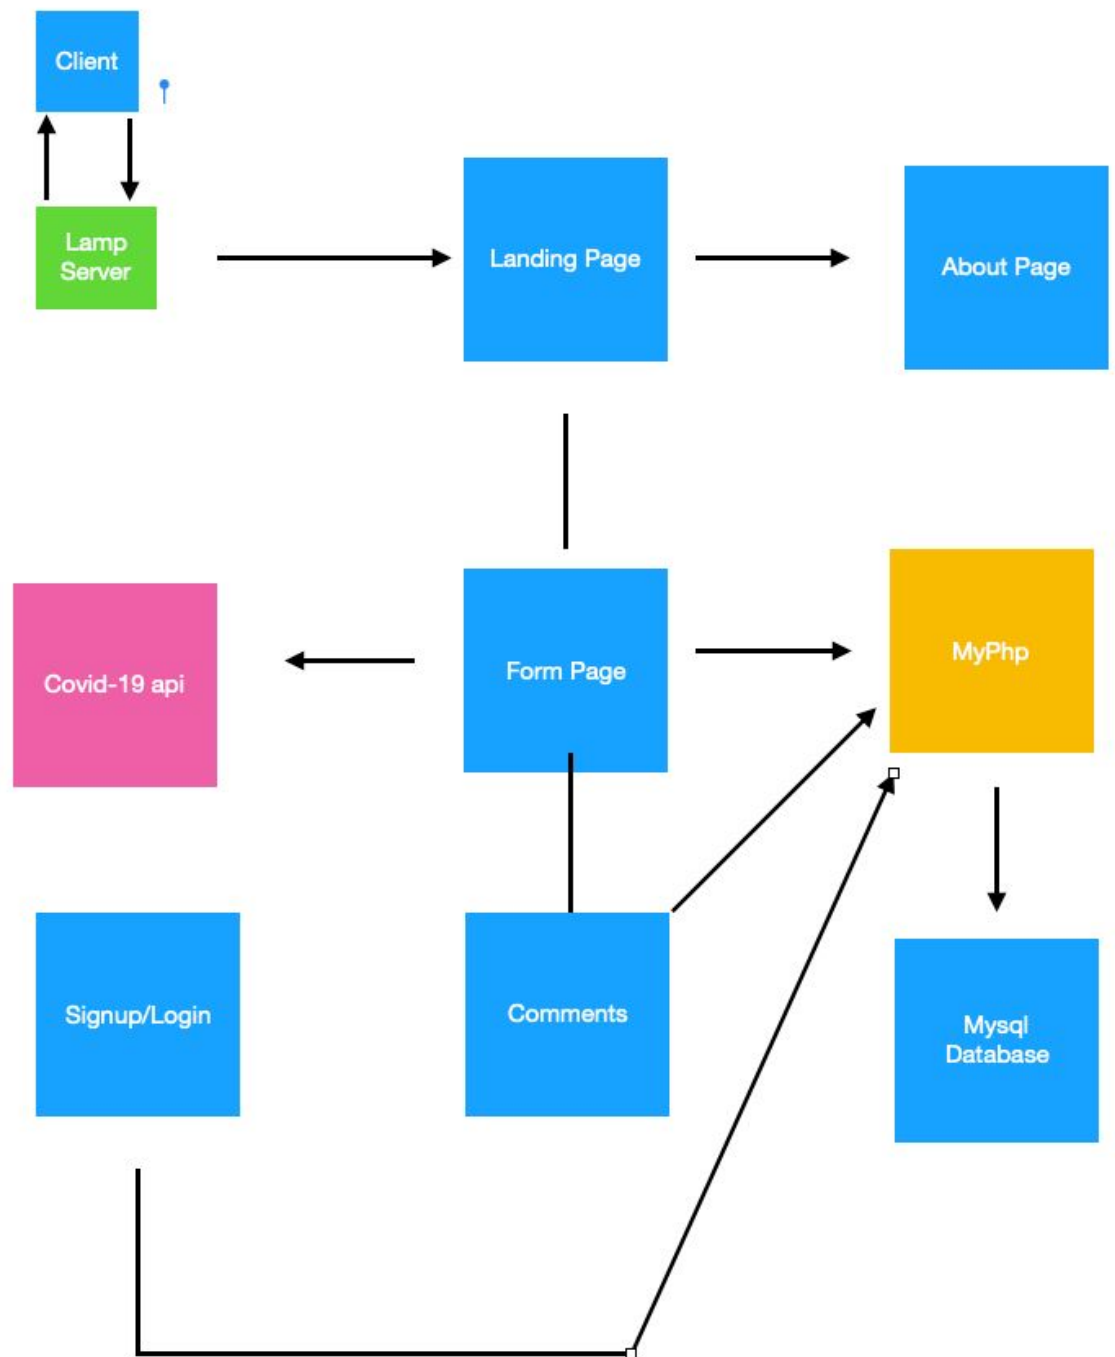 Client
Lamp
Server
Landing Page
About Page
Covid-19 api
Form Page
MyPhp
Signup/Login
Comments
Mysql
Database